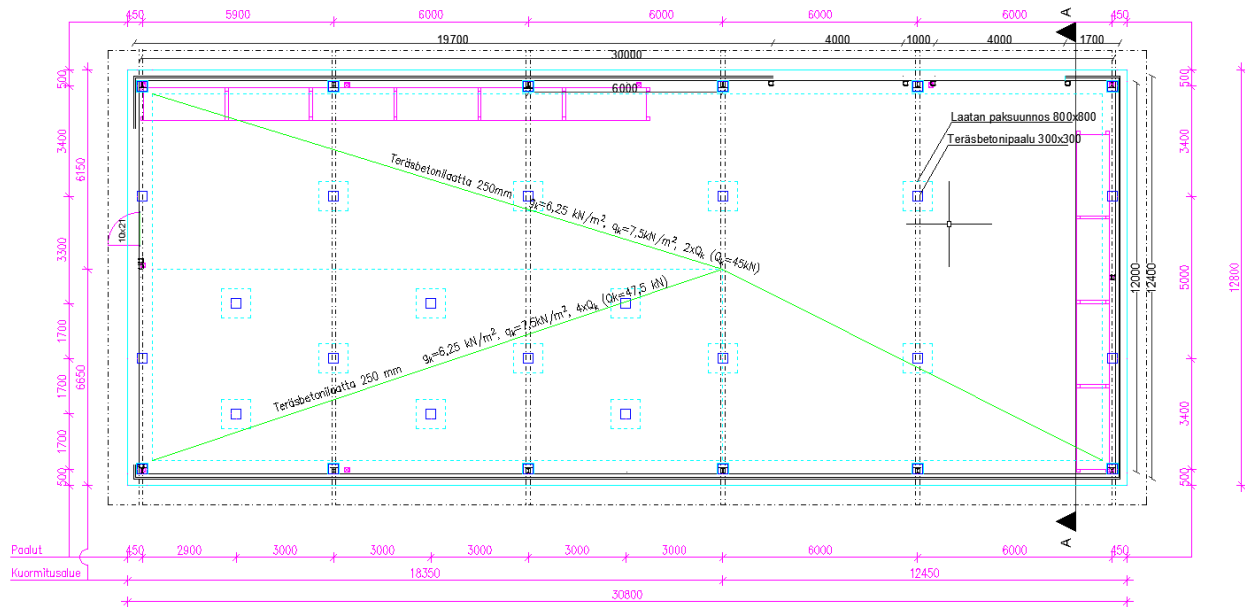 450 5900 6000 6000 6000 6000 450
A
19700 4000 1000 4000 1700
30000
6000
500 3400 6150 3300 1700 6650 1700 1700 500
10x21
Laatan paksuunnos 800x800
Teräsbetonipaalu 300x300
Teräsbetonilaatta 250mm gk=6,25 kN/m², qk=7,5kN/m², 2xQk (Qk=45kN)
Teräsbetonilaatta 250 mm gk=6,25 kN/m², qk=7,5kN/m², 4xQk (Qk=47,5 kN)
12000 12400
500 3400 5000 3400 500
12800
A
Paalut 450 2900 3000 3000 3000 3000 3000 6000 6000 450
Kuormitusalue 18350 12450
30800